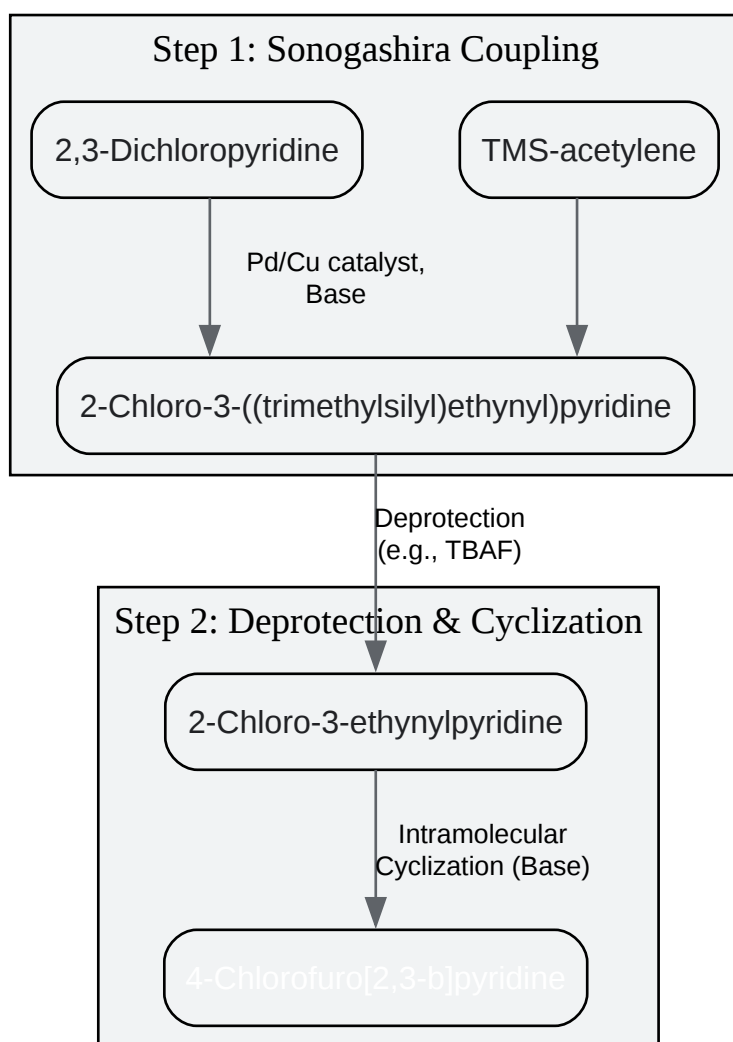 Step 1: Sonogashira Coupling
2,3-Dichloropyridine
TMS-acetylene
Pd/Cu catalyst,
Base
2-Chloro-3-((trimethylsilyl)ethynyl)pyridine
Deprotection
(e.g., TBAF)
Step 2: Deprotection & Cyclization
2-Chloro-3-ethynylpyridine
Intramolecular
Cyclization (Base)
4-Chlorofuro[2,3-b]pyridine